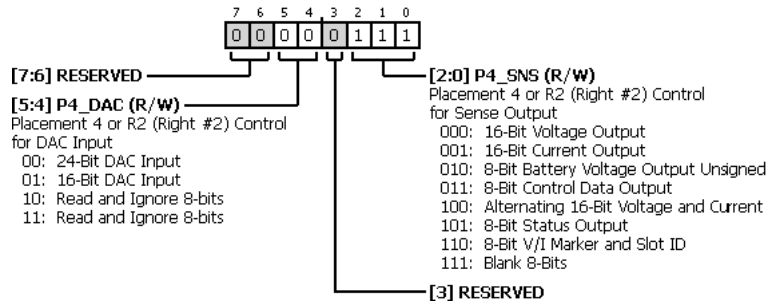 7 6 5 4 3 2 1 0
0 0 0 0 0 1 1 1
[7:6] RESERVED
[5:4] P4_DAC (R/W)
Placement 4 or R2 (Right #2) Control
for DAC Input
00: 24-Bit DAC Input
01: 16-Bit DAC Input
10: Read and Ignore 8-bits
11: Read and Ignore 8-bits
[2:0] P4_SNS (R/W)
Placement 4 or R2 (Right #2) Control
for Sense Output
000: 16-Bit Voltage Output
001: 16-Bit Current Output
010: 8-Bit Battery Voltage Output Unsigned
011: 8-Bit Control Data Output
100: Alternating 16-Bit Voltage and Current
101: 8-Bit Status Output
110: 8-Bit V/I Marker and Slot ID
111: Blank 8-Bits
[3] RESERVED